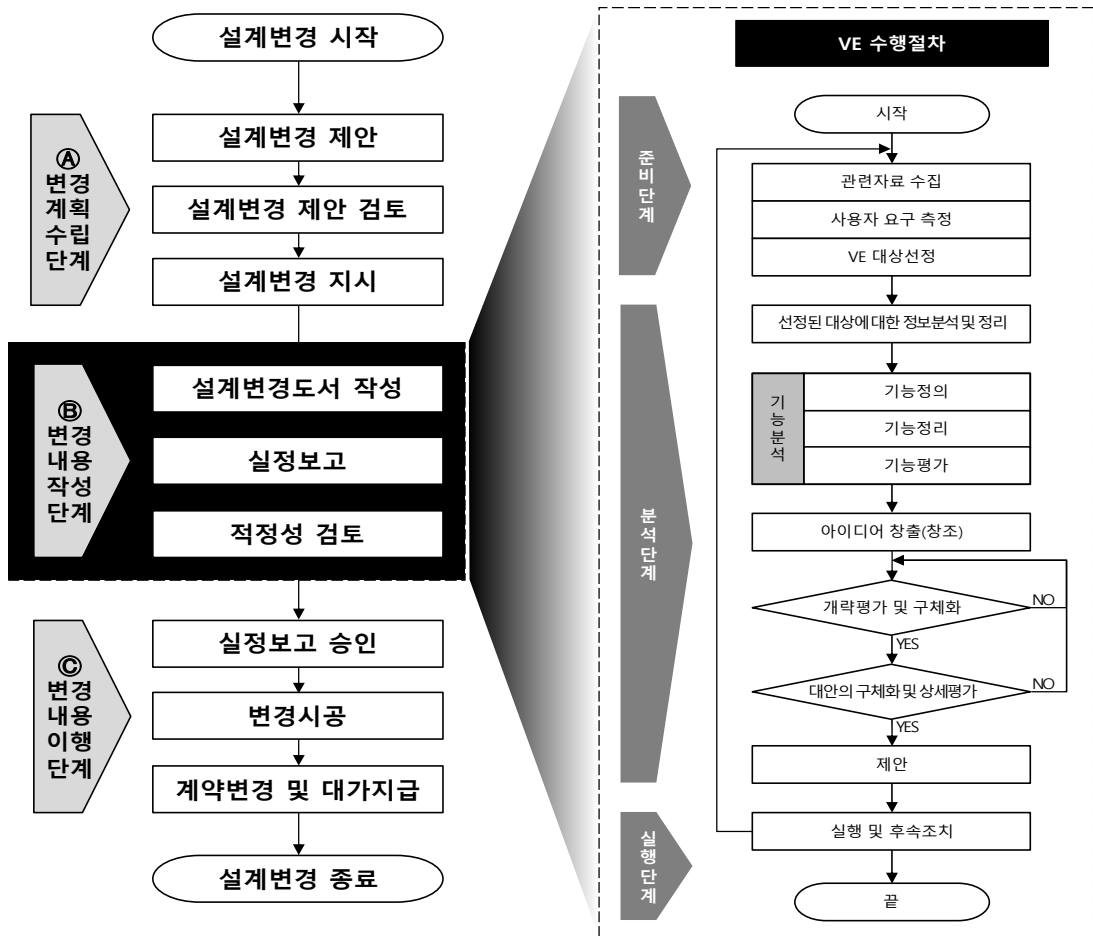 설계변경 시작
Ⓐ
변경
계획
수립
단계
설계변경 제안
설계변경 제안 검토
설계변경 지시
Ⓑ
변경
내용
작성
단계
설계변경도서 작성
실정보고
적정성 검토
Ⓒ
변경
내용
이행
단계
실정보고 승인
변경시공
계약변경 및 대가지급
설계변경 종료
VE 수행절차
준비단계
시작
관련자료 수집
사용자 요구 측정
VE 대상선정
분석단계
선정된 대상에 대한 정보분석 및 정리
기능분석
기능정의
기능정리
기능평가
아이디어 창출(창조)
개략평가 및 구체화
NO
YES
대안의 구체화 및 상세평가
NO
YES
제안
실행단계
실행 및 후속조치
끝